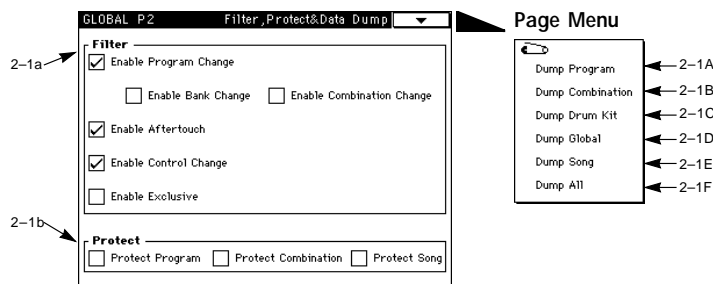 GLOBAL P2 Filter,Protect&Data Dump
Page Menu
Filter
2–1a
Enable Program Change
Enable Bank Change Enable Combination Change
Enable Aftertouch
Enable Control Change
Enable Exclusive
2–1b
Protect
Protect Program Protect Combination Protect Song
Dump Program 2–1A
Dump Combination 2–1B
Dump Drum Kit 2–1C
Dump Global 2–1D
Dump Song 2–1E
Dump All 2–1F